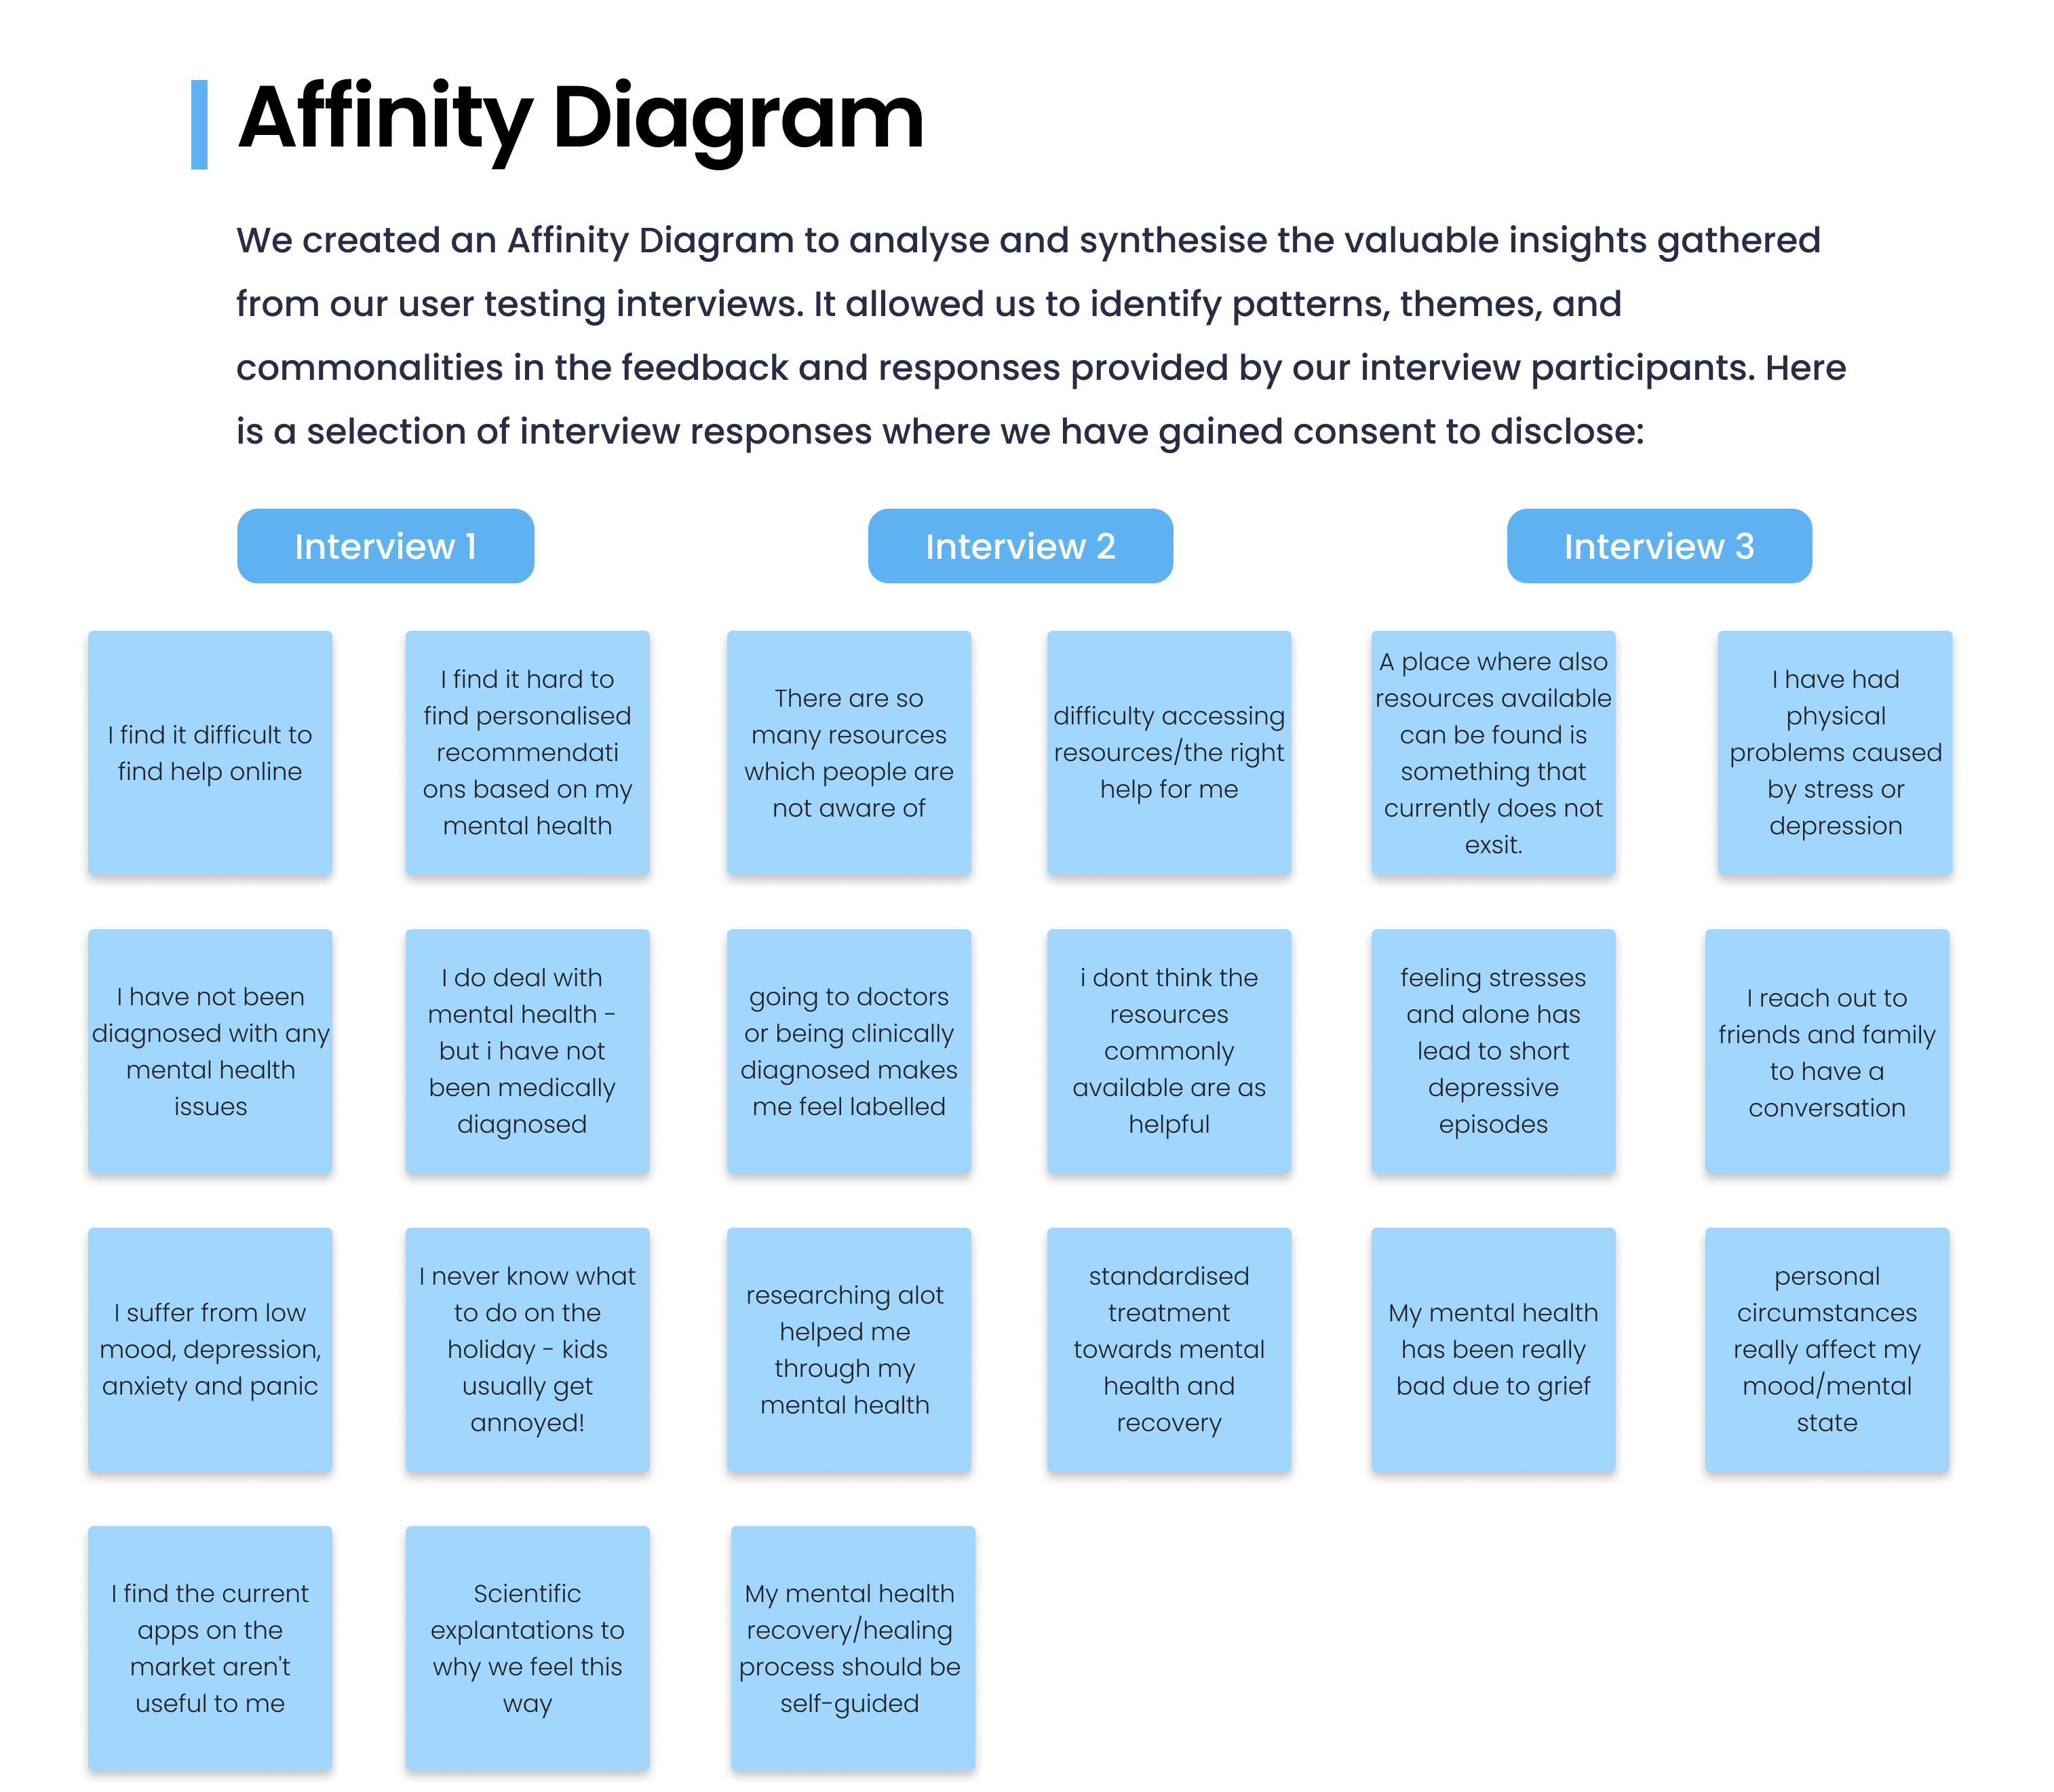 Affinity Diagram
We created an Affinity Diagram to analyse and synthesise the valuable insights gathered
from our user testing interviews. It allowed us to identify patterns, themes, and
commonalities in the feedback and responses provided by our interview participants. Here
is a selection of interview responses where we have gained consent to disclose:
Interview 1
Interview 2
Interview 3
I find it difficult to
find help online
I find it hard to
find personalised
recommendati
ons based on my
mental health
There are so
many resources
which people are
not aware of
difficulty accessing
resources/the right
help for me
A place where also
resources available
can be found is
something that
currently does not
exsit.
I have had
physical
problems caused
by stress or
depression
I have not been
diagnosed with any
mental health
issues
I do deal with
mental health -
but i have not
been medically
diagnosed
going to doctors
or being clinically
diagnosed makes
me feel labelled
i dont think the
resources
commonly
available are as
helpful
feeling stresses
and alone has
lead to short
depressive
episodes
I reach out to
friends and family
to have a
conversation
I suffer from low
mood, depression,
anxiety and panic
I never know what
to do on the
holiday - kids
usually get
annoyed!
researching alot
helped me
through my
mental health
standardised
treatment
towards mental
health and
recovery
My mental health
has been really
bad due to grief
personal
circumstances
really affect my
mood/mental
state
I find the current
apps on the
market aren't
useful to me
Scientific
explantations to
why we feel this
way
My mental health
recovery/healing
process should be
self-guided